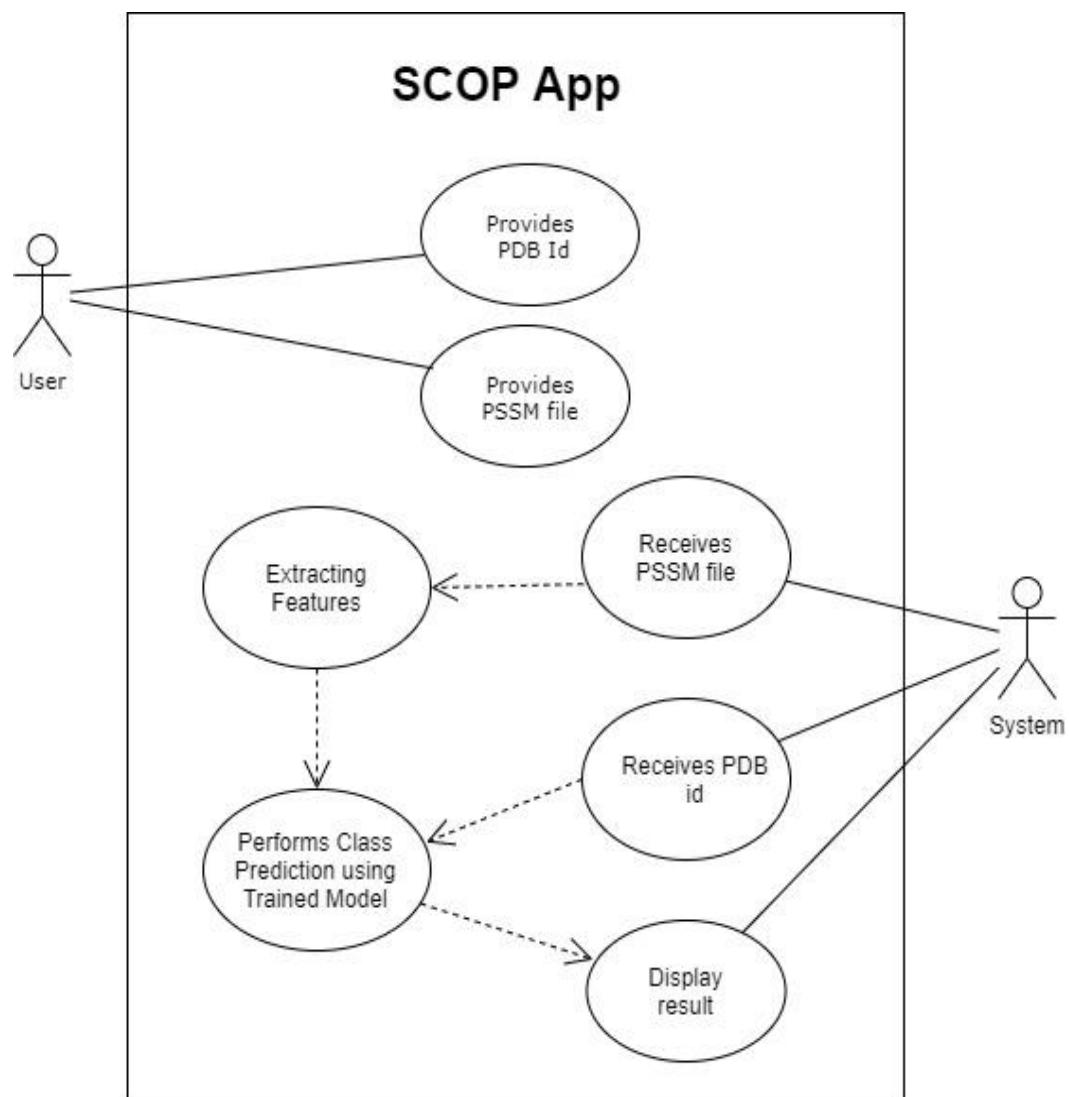 SCOP App
Provides
PDB Id
User
Provides
PSSM file
Receives
PSSM file
Extracting
Features
System
Receives PDB
id
Performs Class
Prediction using
Trained Model
Display
result